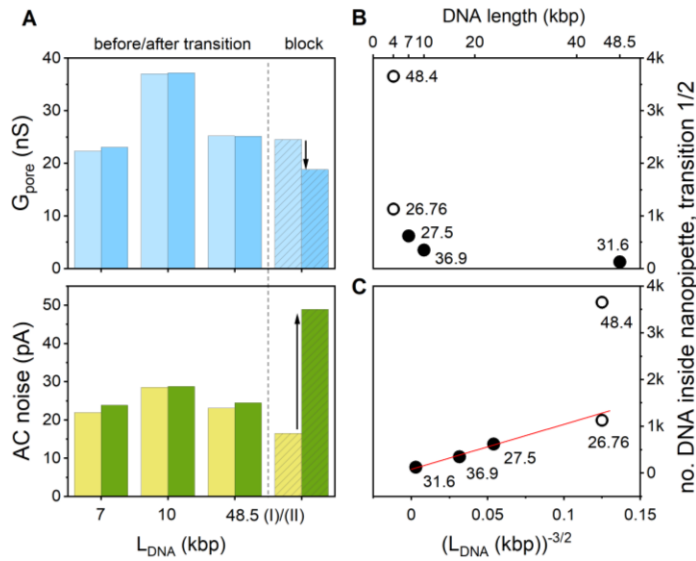 A
before/after transition
block
G_pore (nS)
40
30
20
10
0
AC noise (pA)
50
40
30
20
10
0
7
10
48.5 (I)/(II)
L_DNA (kbp)
B
DNA length (kbp)
0
4
7
10
20
40
48.5
48.4
26.76
27.5
36.9
31.6
4k
3k
2k
1k
0
no. DNA inside nanopipette, transition 1/2
C
48.4
26.76
27.5
36.9
31.6
4k
3k
2k
1k
0
0
0.05
0.1
0.15
(L_DNA (kbp))^-3/2